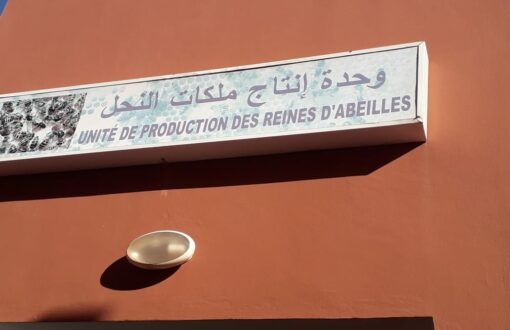 وحدة إنتاج ملكات النحل
UNITÉ DE PRODUCTION DES REINES D'ABEILLES